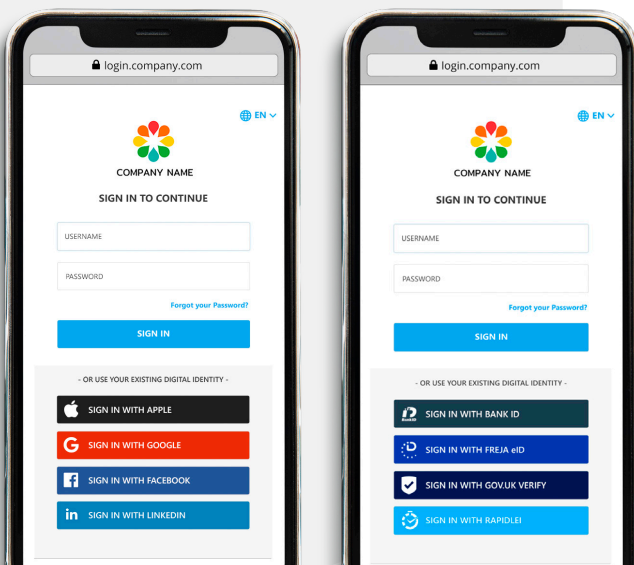 login.company.com
EN
COMPANY NAME
SIGN IN TO CONTINUE
USERNAME
PASSWORD
Forgot your Password?
SIGN IN
- OR USE YOUR EXISTING DIGITAL IDENTITY -
SIGN IN WITH APPLE
G SIGN IN WITH GOOGLE
f SIGN IN WITH FACEBOOK
in SIGN IN WITH LINKEDIN
login.company.com
EN
COMPANY NAME
SIGN IN TO CONTINUE
USERNAME
PASSWORD
Forgot your Password?
SIGN IN
- OR USE YOUR EXISTING DIGITAL IDENTITY -
BankID SIGN IN WITH BANK ID
SIGN IN WITH FREJA eID
SIGN IN WITH GOV.UK VERIFY
SIGN IN WITH RAPIDLEI